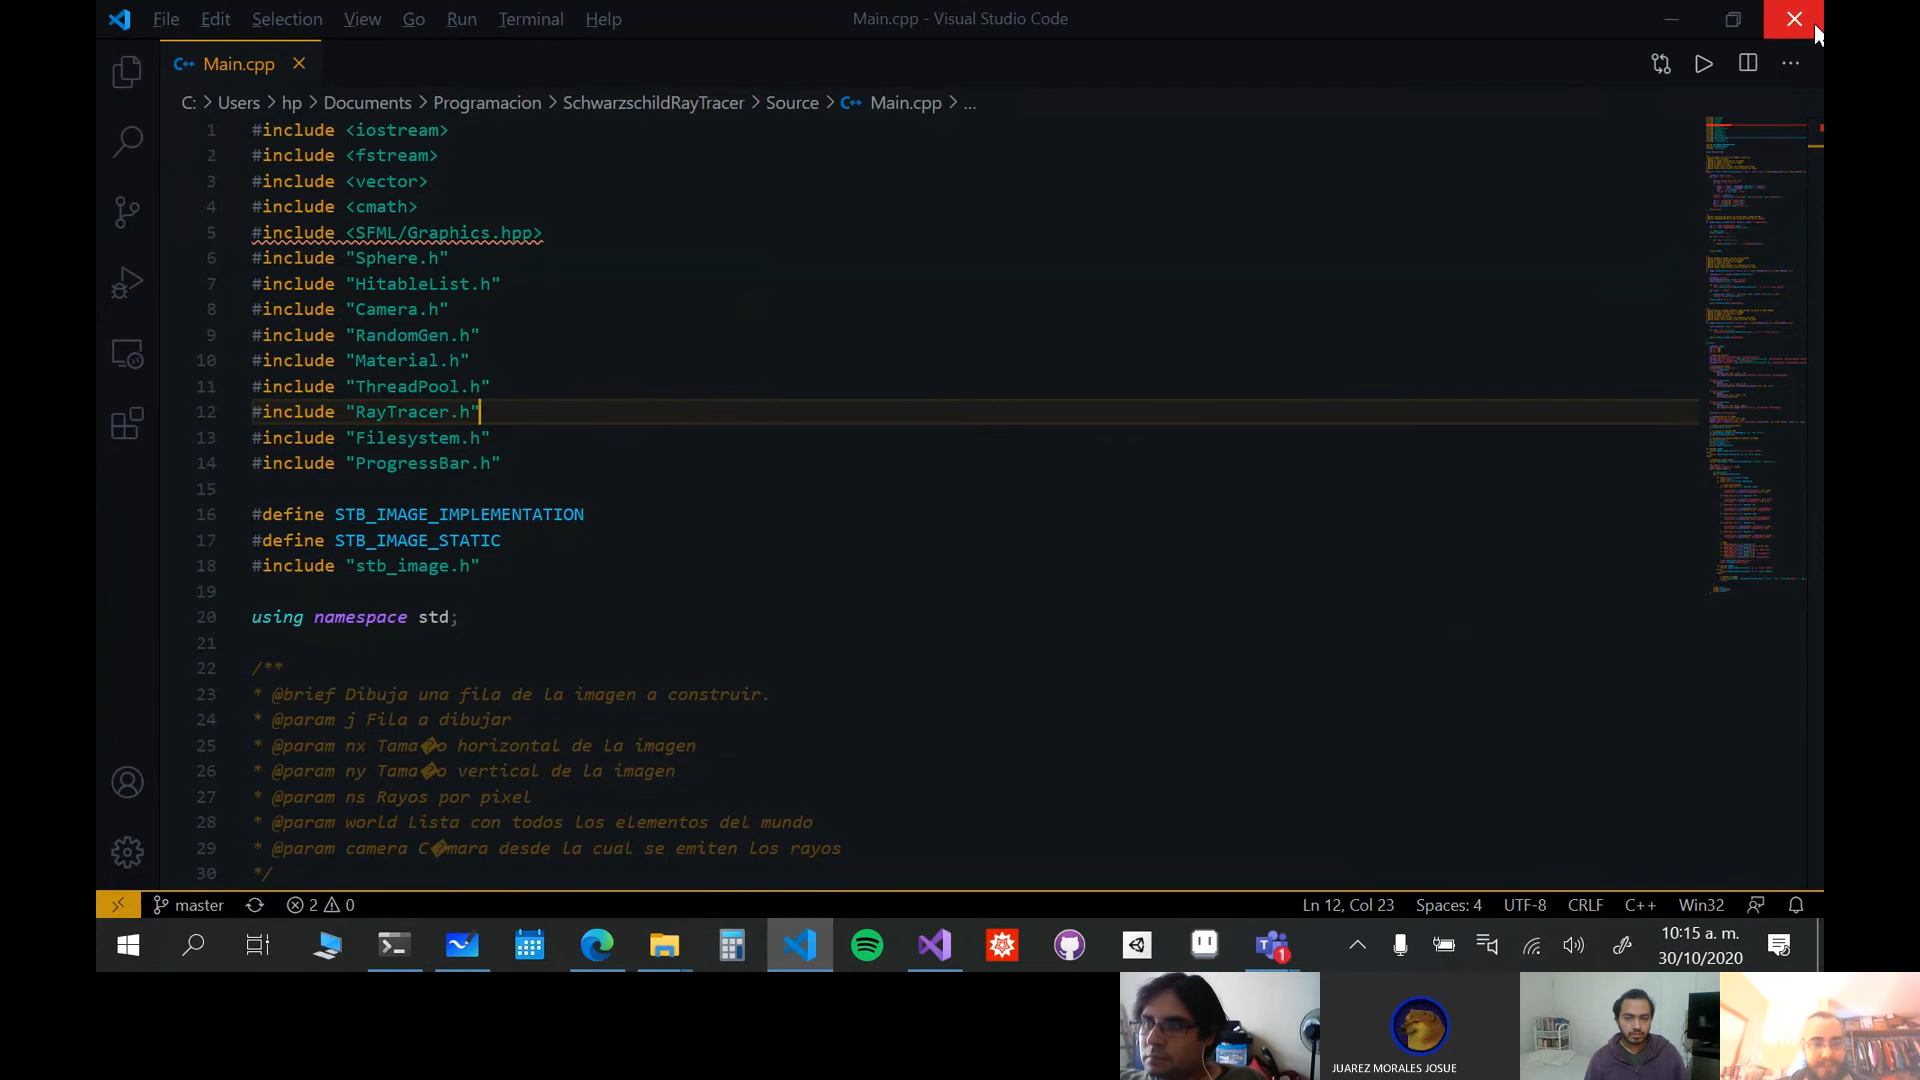 File Edit Selection View Go Run Terminal Help Main.cpp - Visual Studio Code
C++ Main.cpp
C: > Users > hp > Documents > Programacion > SchwarzschildRayTracer > Source > C++ Main.cpp > ...
1 #include <iostream>
2 #include <fstream>
3 #include <vector>
4 #include <cmath>
5 #include <SFML/Graphics.hpp>
6 #include "Sphere.h"
7 #include "HitableList.h"
8 #include "Camera.h"
9 #include "RandomGen.h"
10 #include "Material.h"
11 #include "ThreadPool.h"
12 #include "RayTracer.h"
13 #include "Filesystem.h"
14 #include "ProgressBar.h"
15
16 #define STB_IMAGE_IMPLEMENTATION
17 #define STB_IMAGE_STATIC
18 #include "stb_image.h"
19
20 using namespace std;
21
22 /**
23 * @brief Dibuja una fila de la imagen a construir.
24 * @param j Fila a dibujar
25 * @param nx Tama�o horizontal de la imagen
26 * @param ny Tama�o vertical de la imagen
27 * @param ns Rayos por pixel
28 * @param world Lista con todos los elementos del mundo
29 * @param camera C�mara desde la cual se emiten los rayos
30 */
master 2 0 Ln 12, Col 23 Spaces: 4 UTF-8 CRLF C++ Win32
1 10:15 a. m.
30/10/2020
JUAREZ MORALES JOSUE